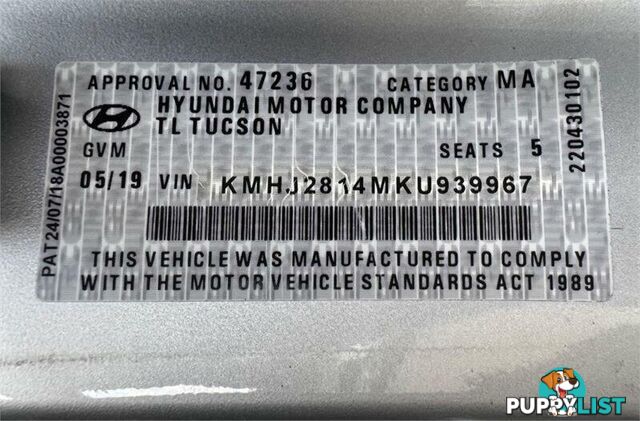 APPROVAL NO. 47236 CATEGORY MA
HYUNDAI MOTOR COMPANY
TL TUCSON
GVM SEATS 5
05/19 VIN KMHJ2814MKU939967
THIS VEHICLE WAS MANUFACTURED TO COMPLY
WITH THE MOTOR VEHICLE STANDARDS ACT 1989
PAT24/07/18A00003871
220430102
PUPPYLIST